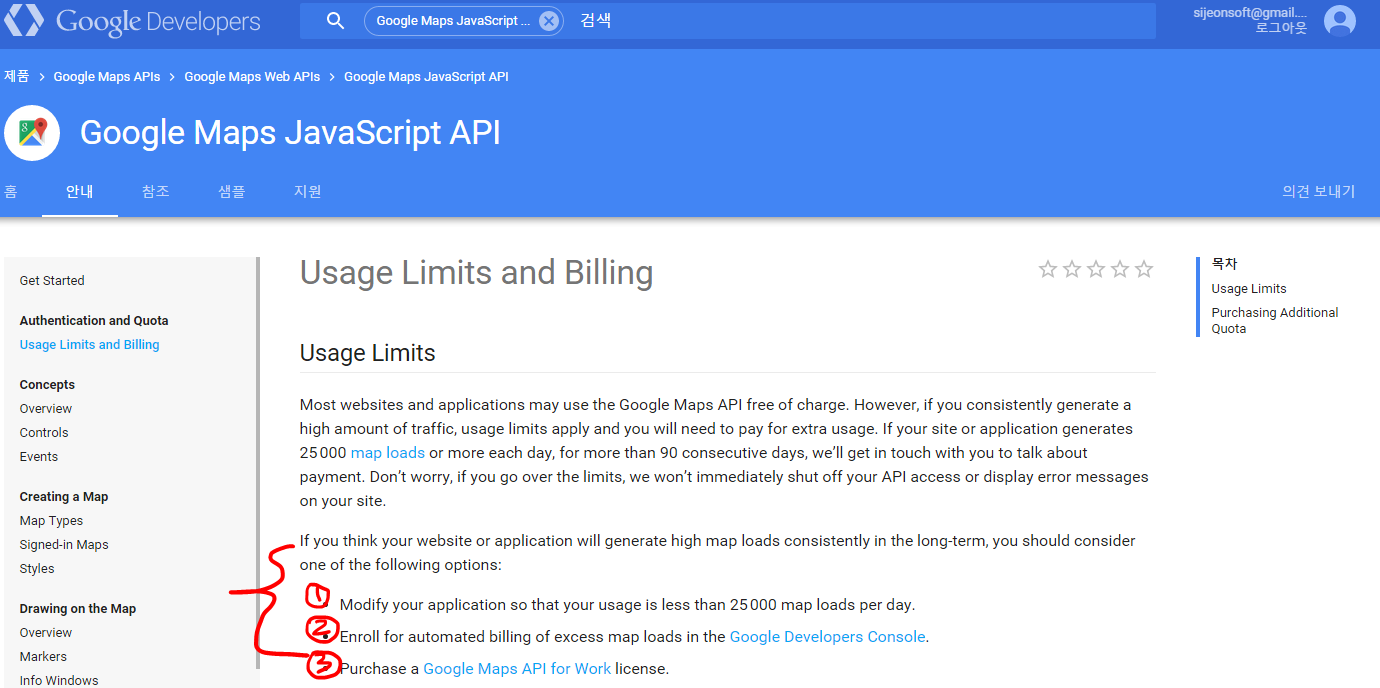 Google Developers
Google Maps JavaScript ... 검색
sijeonsoft@gmail....
로그아웃
제품 > Google Maps APIs > Google Maps Web APIs > Google Maps JavaScript API
Google Maps JavaScript API
홈 안내 참조 샘플 지원 의견 보내기
Get Started
Authentication and Quota
Usage Limits and Billing
Concepts
Overview
Controls
Events
Creating a Map
Map Types
Signed-in Maps
Styles
Drawing on the Map
Overview
Markers
Info Windows
Usage Limits and Billing
Usage Limits
Most websites and applications may use the Google Maps API free of charge. However, if you consistently generate a
high amount of traffic, usage limits apply and you will need to pay for extra usage. If your site or application generates
25 000 map loads or more each day, for more than 90 consecutive days, we'll get in touch with you to talk about
payment. Don't worry, if you go over the limits, we won't immediately shut off your API access or display error messages
on your site.
If you think your website or application will generate high map loads consistently in the long-term, you should consider
one of the following options:
① Modify your application so that your usage is less than 25 000 map loads per day.
② Enroll for automated billing of excess map loads in the Google Developers Console.
③ Purchase a Google Maps API for Work license.
목차
Usage Limits
Purchasing Additional
Quota